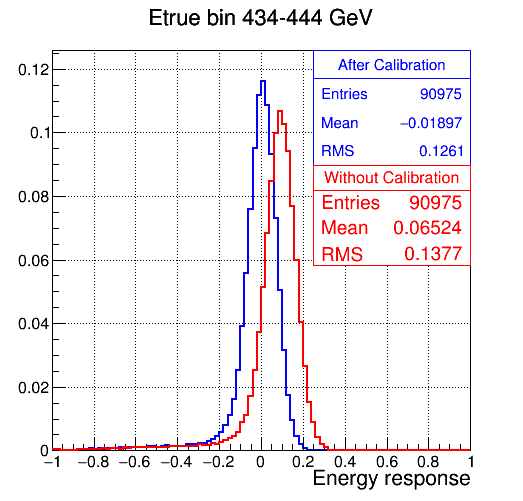 Etrue bin 434-444 GeV
After Calibration
Entries 90975
Mean −0.01897
RMS 0.1261
Without Calibration
Entries 90975
Mean 0.06524
RMS 0.1377
0.12
0.1
0.08
0.06
0.04
0.02
0
−1 −0.8 −0.6 −0.4 −0.2 0 0.2 0.4 0.6 0.8 1
Energy response